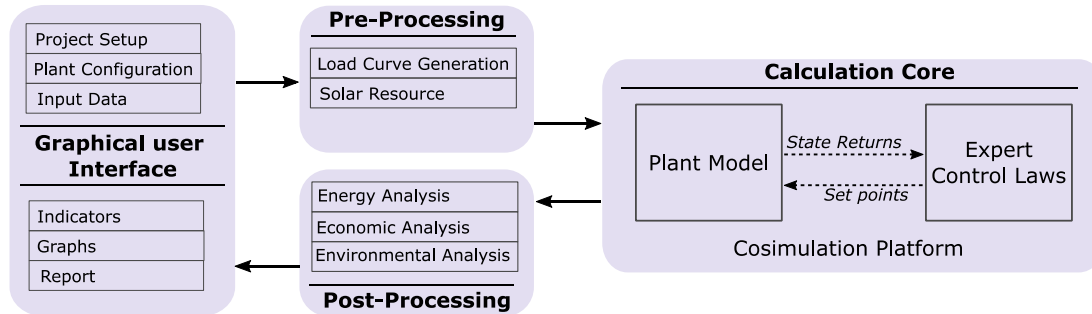 Project Setup
Plant Configuration
Input Data
Graphical user
Interface
Indicators
Graphs
Report
Pre-Processing
Load Curve Generation
Solar Resource
Energy Analysis
Economic Analysis
Environmental Analysis
Post-Processing
Calculation Core
Plant Model
State Returns
Set points
Expert
Control Laws
Cosimulation Platform